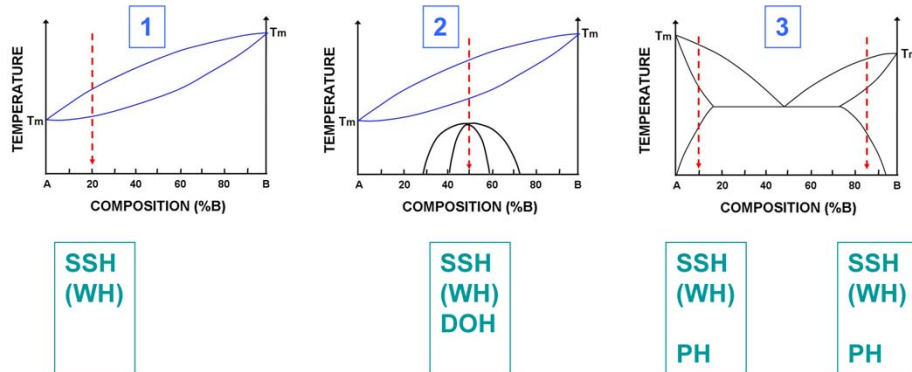 1
TEMPERATURE
Tm
Tm
A
20
40
60
80
B
COMPOSITION (%B)
2
TEMPERATURE
Tm
Tm
A
20
40
60
80
B
COMPOSITION (%B)
3
TEMPERATURE
Tm
Tm
A
20
40
60
80
B
COMPOSITION (%B)
SSH
(WH)
SSH
(WH)
DOH
SSH
(WH)
PH
SSH
(WH)
PH